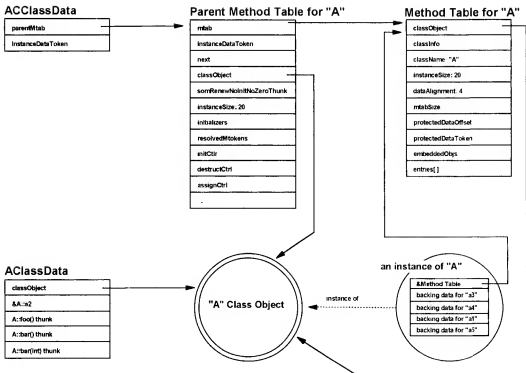 ACClassData
parentMtab
InstanceDataToken
Parent Method Table for "A"
mtab
instanceDataToken
next
classObject
somRenewNoInitNoZeroThunk
instanceSize: 20
initializers
resolvedMtokens
initCtlr
destructCtrl
assignCtrl
Method Table for "A"
classObject
classInfo
className "A"
instanceSize: 20
dataAlignment: 4
mtabSize
protectedDataOffset
protectedDataToken
embeddedObjs
entries[ ]
AClassData
classObject
&A::a2
A::foo() thunk
A::bar() thunk
A::bar(int) thunk
"A" Class Object
instance of
an instance of "A"
&Method Table
backing data for "a3"
backing data for "a4"
backing data for "a1"
backing data for "a5"